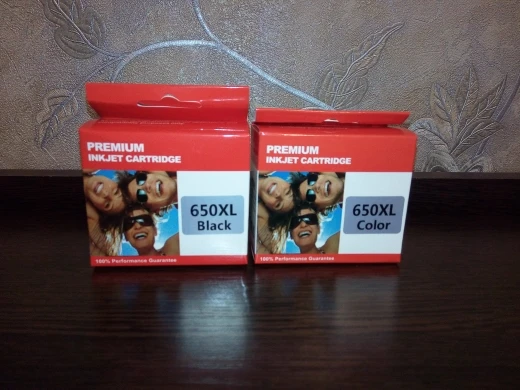 PREMIUM
INKJET CARTRIDGE
650XL
Black
100% Performance Guarantee
PREMIUM
INKJET CARTRIDGE
650XL
Color
100% Performance Guarantee